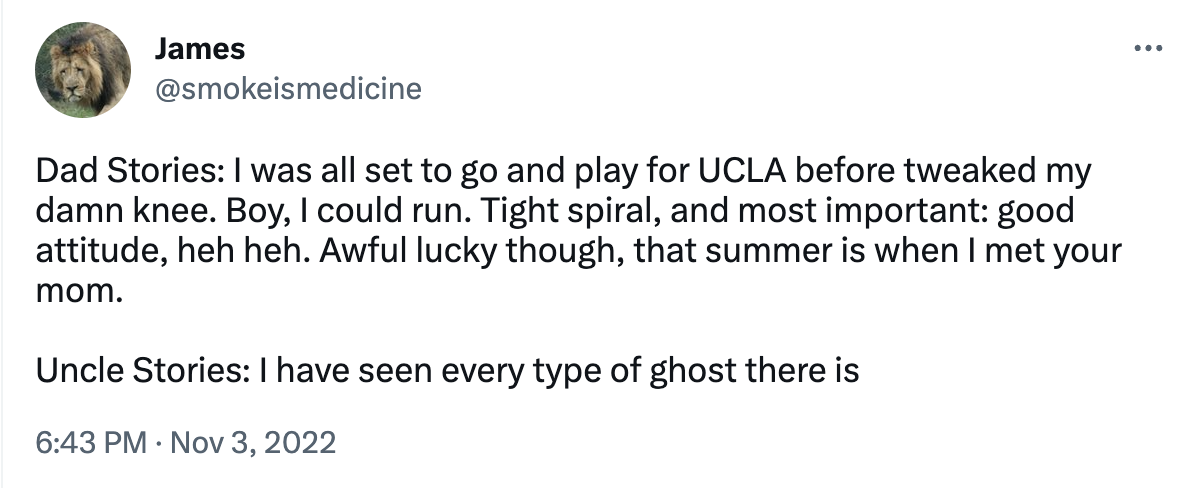 James
@smokeismedicine
Dad Stories: I was all set to go and play for UCLA before tweaked my
damn knee. Boy, I could run. Tight spiral, and most important: good
attitude, heh heh. Awful lucky though, that summer is when I met your
mom.
Uncle Stories: I have seen every type of ghost there is
6:43 PM · Nov 3, 2022